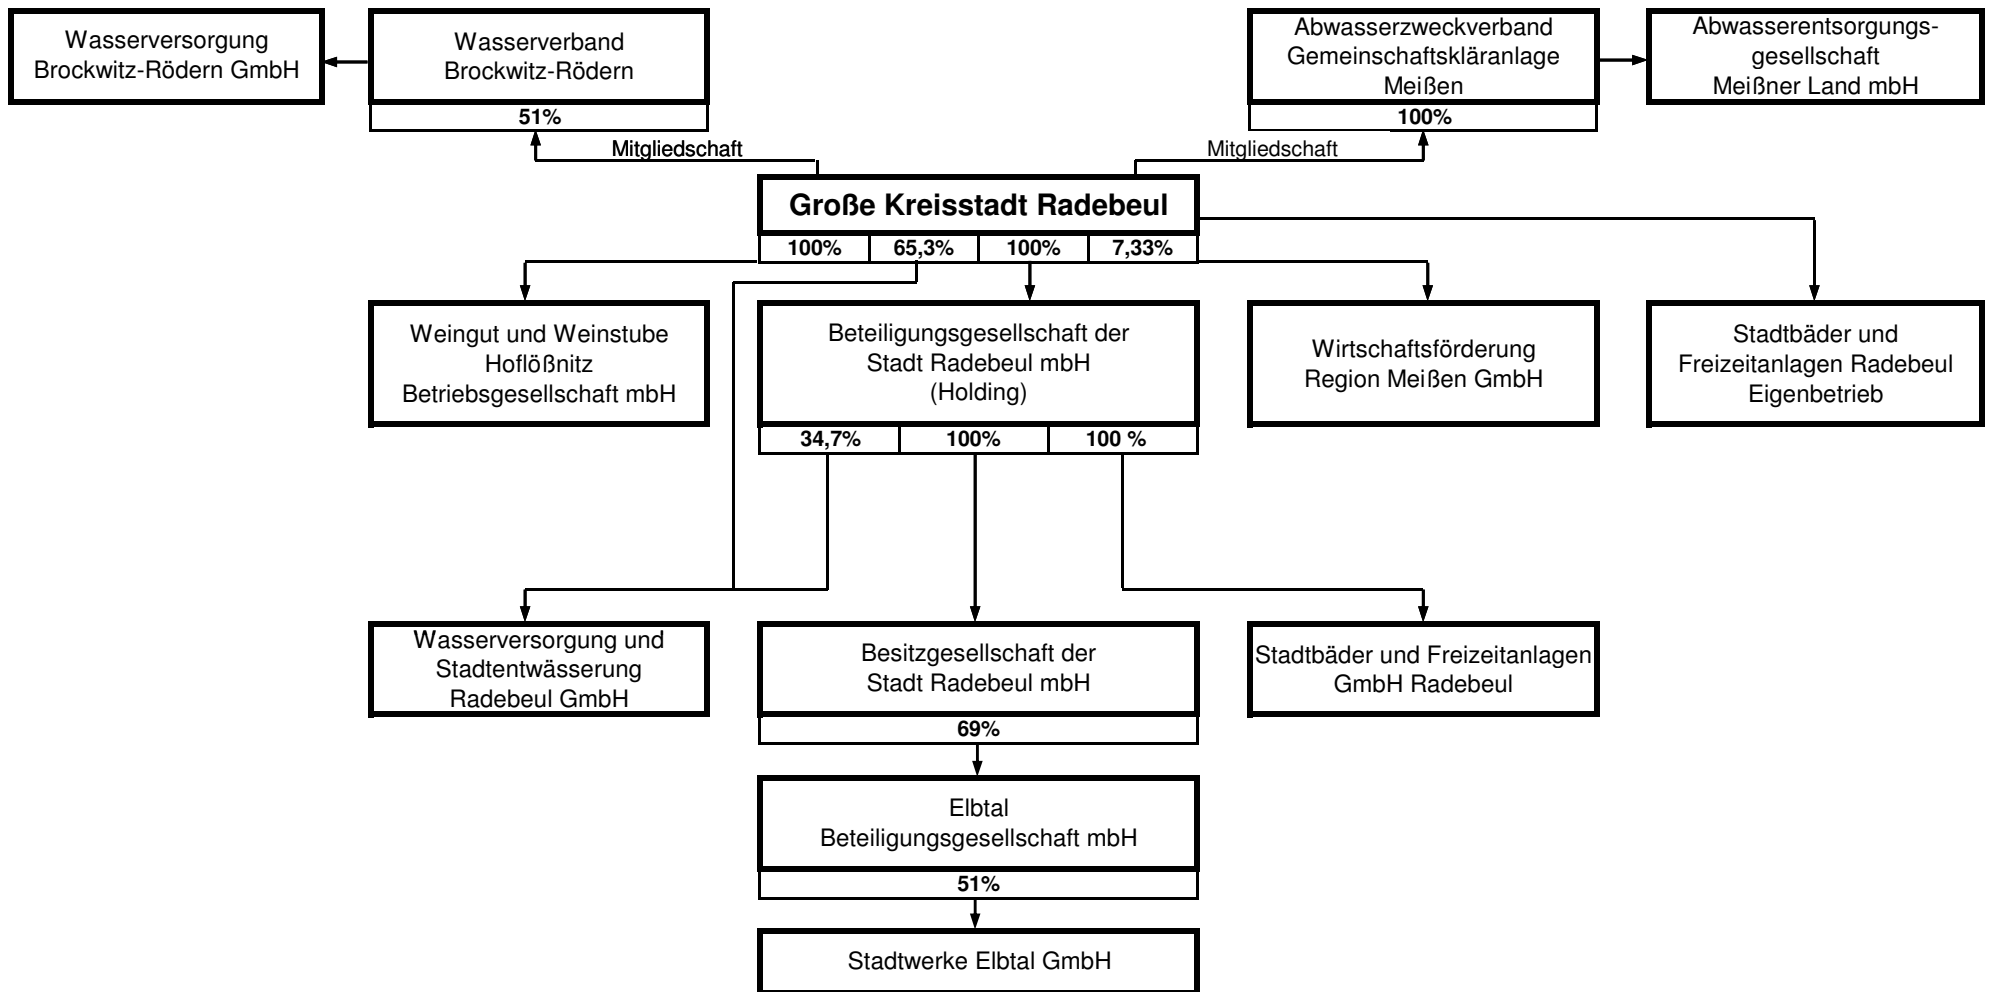 Wasserversorgung
Brockwitz-Rödern GmbH
Wasserverband
Brockwitz-Rödern
51%
Abwasserzweckverband
Gemeinschaftskläranlage
Meißen
100%
Abwasserentsorgungs-
gesellschaft
Meißner Land mbH
Mitgliedschaft
Mitgliedschaft
Große Kreisstadt Radebeul
100% 65,3% 100% 7,33%
Weingut und Weinstube
Hoflößnitz
Betriebsgesellschaft mbH
Beteiligungsgesellschaft der
Stadt Radebeul mbH
(Holding)
34,7% 100% 100 %
Wirtschaftsförderung
Region Meißen GmbH
Stadtbäder und
Freizeitanlagen Radebeul
Eigenbetrieb
Wasserversorgung und
Stadtentwässerung
Radebeul GmbH
Besitzgesellschaft der
Stadt Radebeul mbH
69%
Stadtbäder und Freizeitanlagen
GmbH Radebeul
Elbtal
Beteiligungsgesellschaft mbH
51%
Stadtwerke Elbtal GmbH